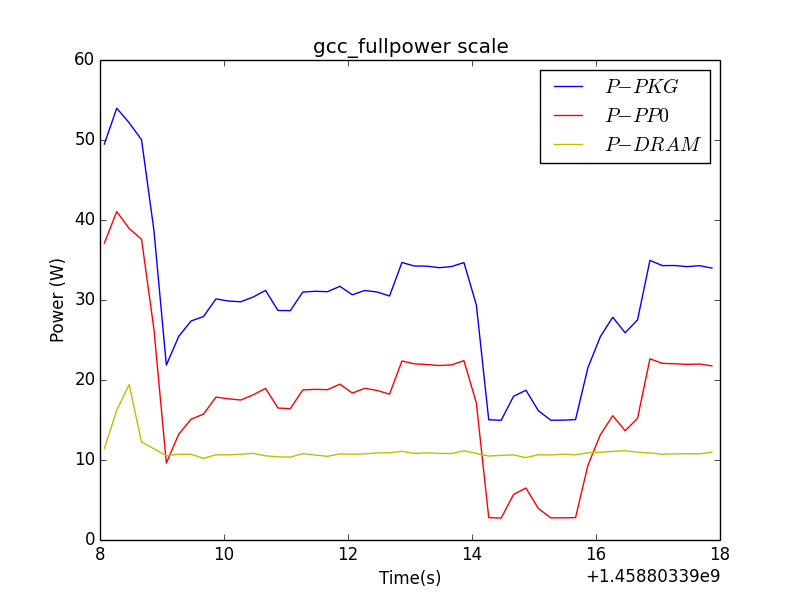 gcc_fullpower scale
60
50
40
30
20
10
0
Power (W)
P-PKG
P-PP0
P-DRAM
8 10 12 14 16 18
Time(s)
+1.45880339e9